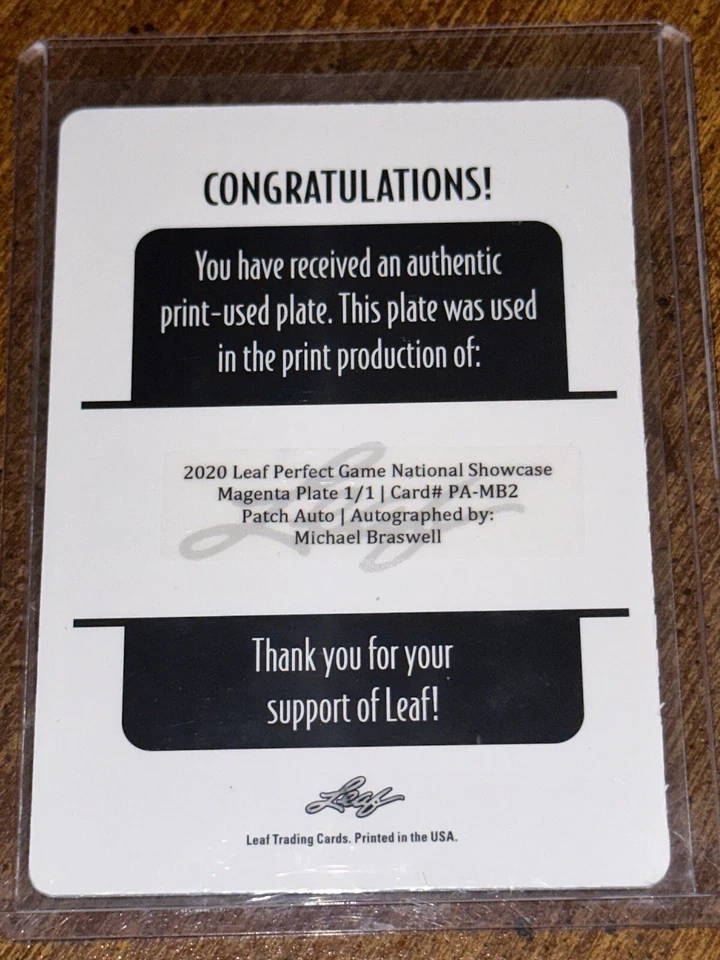 CONGRATULATIONS!
You have received an authentic
print-used plate. This plate was used
in the print production of:
2020 Leaf Perfect Game National Showcase
Magenta Plate 1/1 | Card# PA-MB2
Patch Auto | Autographed by:
Michael Braswell
Leaf
Thank you for your
support of Leaf!
Leaf
Leaf Trading Cards. Printed in the USA.